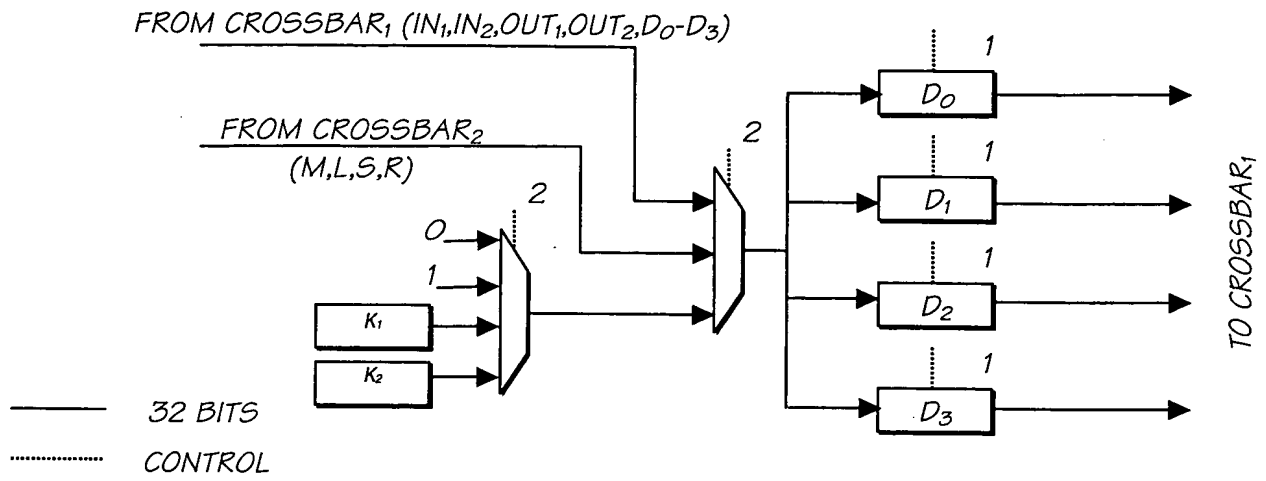 FROM CROSSBAR₁ (IN₁,IN₂,OUT₁,OUT₂,D₀-D₃)
1
D₀
FROM CROSSBAR₂
(M,L,S,R)
2
1
D₁
2
0
1
1
D₂
K₁
K₂
1
D₃
TO CROSSBAR₁
32 BITS
CONTROL